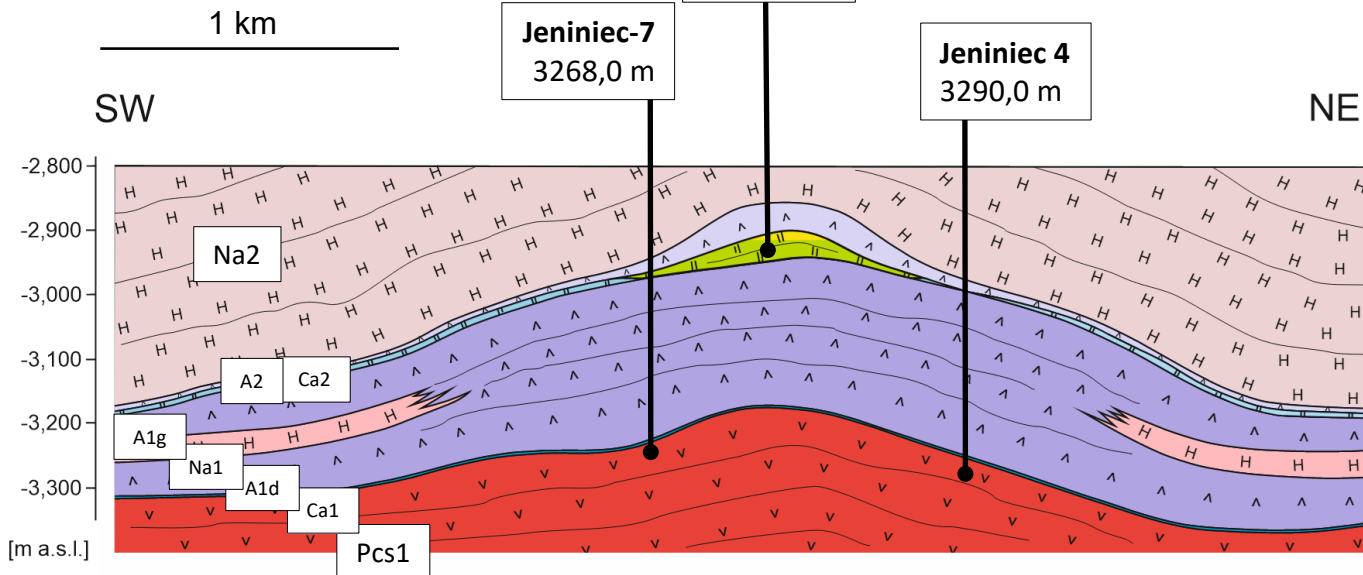 1 km
Jeniniec-7
3268,0 m
Jeniniec 4
3290,0 m
SW
NE
-2,800
-2,900
-3,000
-3,100
-3,200
-3,300
[m a.s.l.]
Na2
A2
Ca2
A1g
Na1
A1d
Ca1
Pcs1